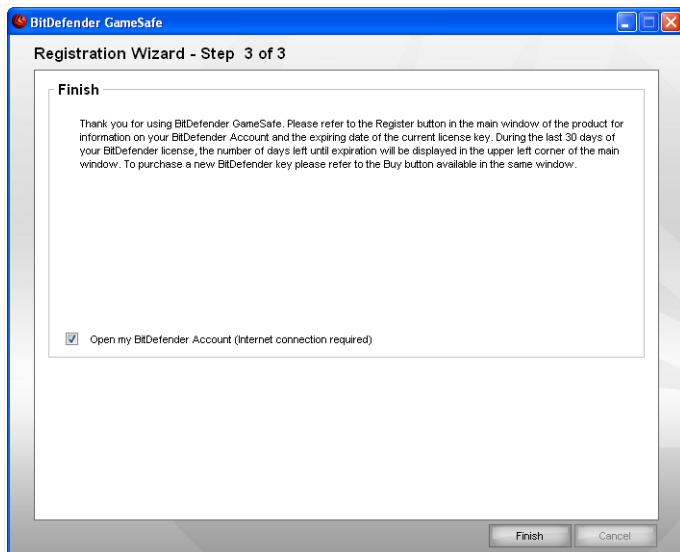 BitDefender GameSafe
Registration Wizard - Step 3 of 3
Finish
Thank you for using BitDefender GameSafe. Please refer to the Register button in the main window of the product for
information on your BitDefender Account and the expiring date of the current license key. During the last 30 days of
your BitDefender license, the number of days left until expiration will be displayed in the upper left corner of the main
window. To purchase a new BitDefender key please refer to the Buy button available in the same window.
Open my BitDefender Account (Internet connection required)
Finish
Cancel